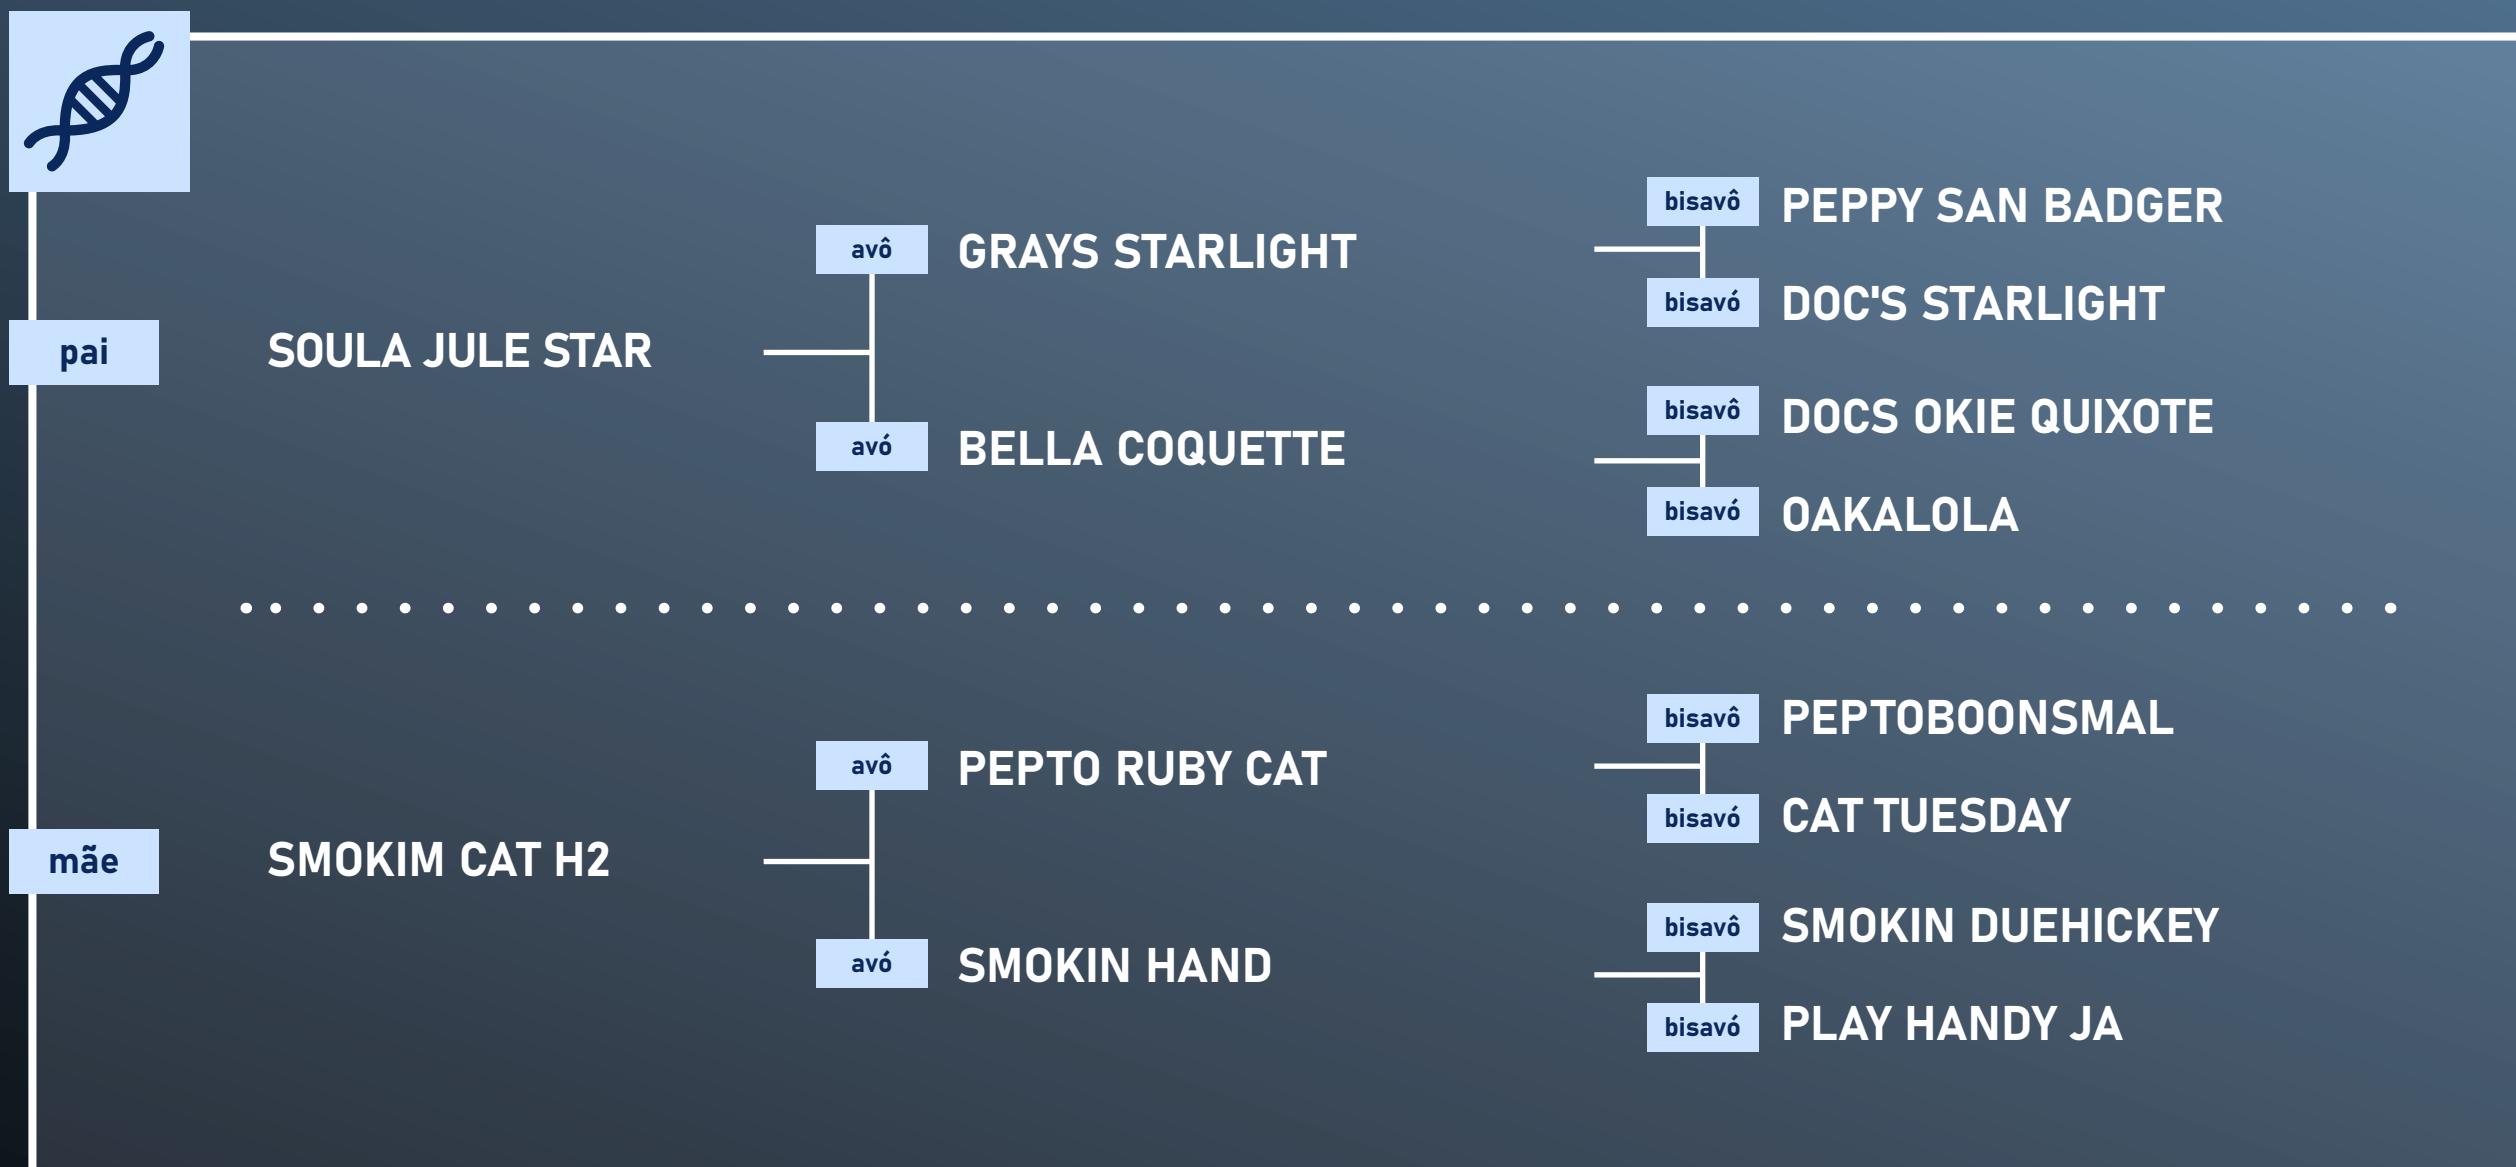 bisavô PEPPY SAN BADGER
avô GRAYS STARLIGHT
bisavó DOC'S STARLIGHT
pai SOULA JULE STAR
bisavô DOCS OKIE QUIXOTE
avó BELLA COQUETTE
bisavó OAKALOLA
bisavô PEPTOBOONSMAL
avô PEPTO RUBY CAT
bisavó CAT TUESDAY
mãe SMOKIM CAT H2
bisavô SMOKIN DUEHICKEY
avó SMOKIN HAND
bisavó PLAY HANDY JA